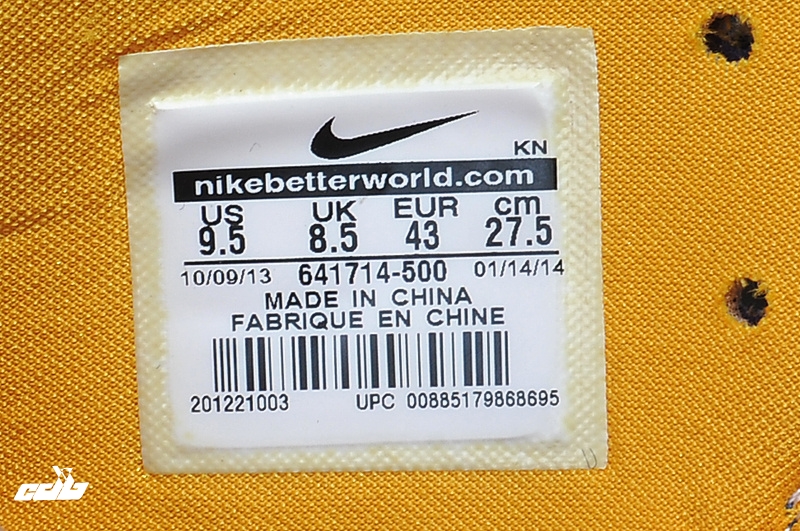 KN
nikebetterworld.com
US UK EUR cm
9.5 8.5 43 27.5
10/09/13 641714-500 01/14/14
MADE IN CHINA
FABRIQUE EN CHINE
201221003 UPC 00885179868695
cdb